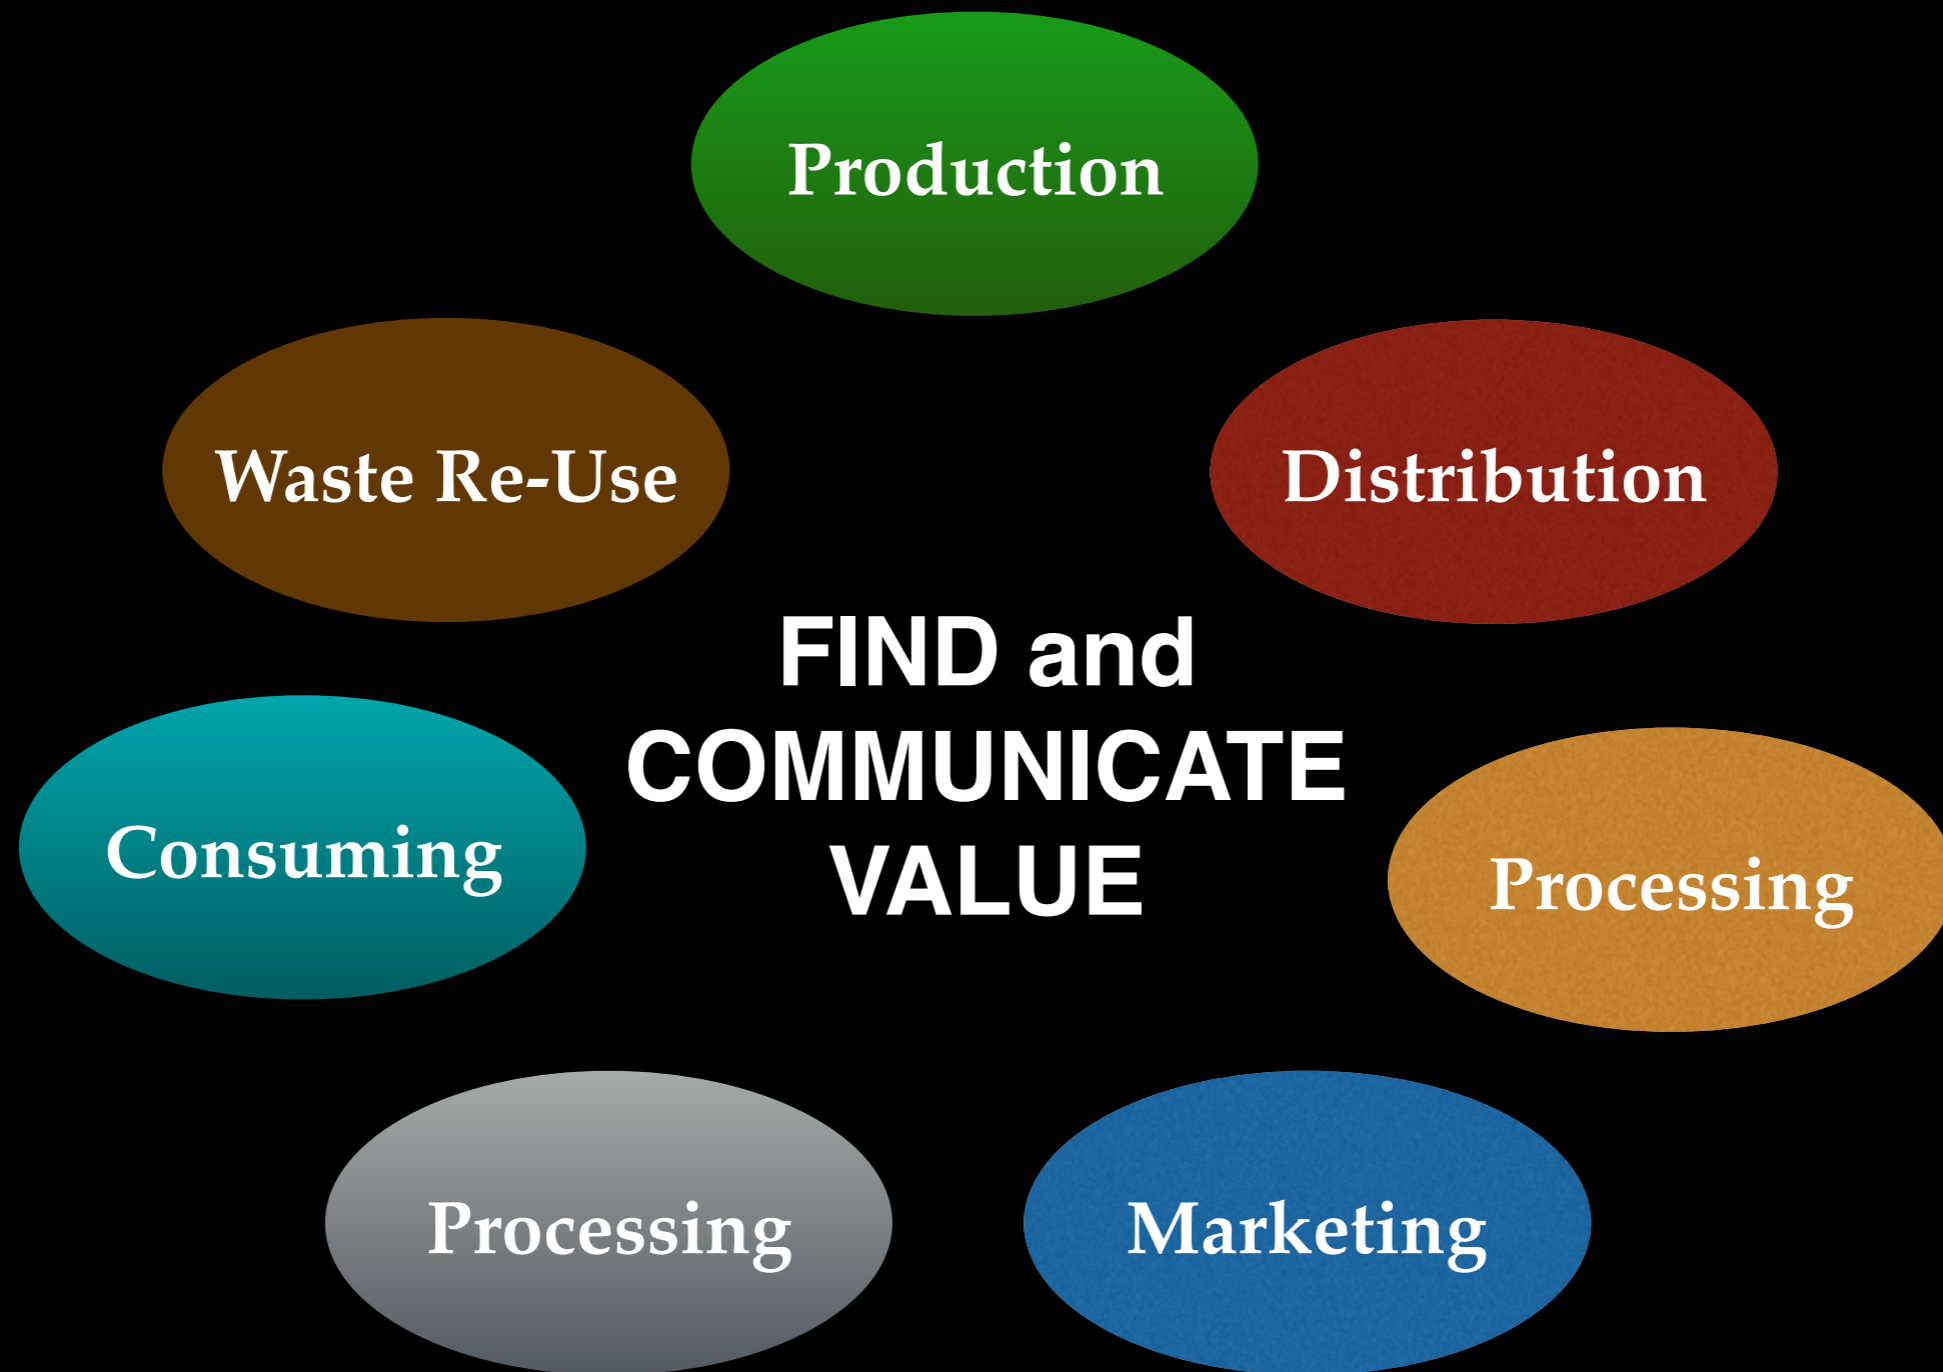 Production
Waste Re-Use
Distribution
FIND and
COMMUNICATE
VALUE
Consuming
Processing
Processing
Marketing